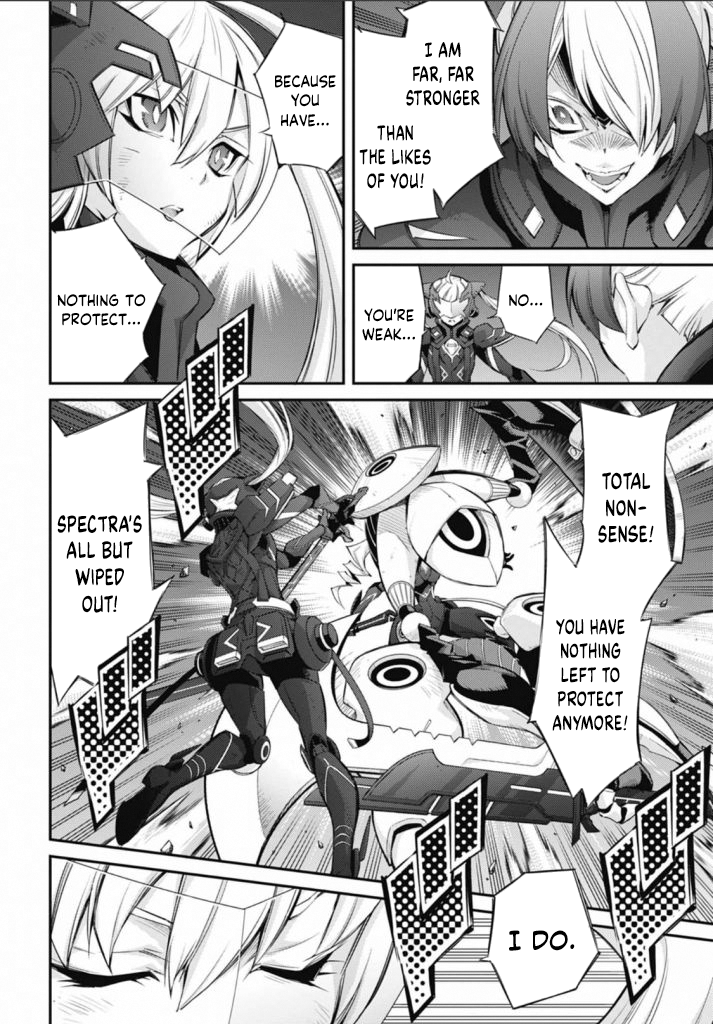 I AM
FAR, FAR
STRONGER
THAN
THE LIKES
OF YOU!
BECAUSE
YOU
HAVE...
NOTHING TO
PROTECT...
NO...
YOU'RE
WEAK...
TOTAL
NON-
SENSE!
YOU HAVE
NOTHING
LEFT TO
PROTECT
ANYMORE!
SPECTRA'S
ALL BUT
WIPED
OUT!
I DO.